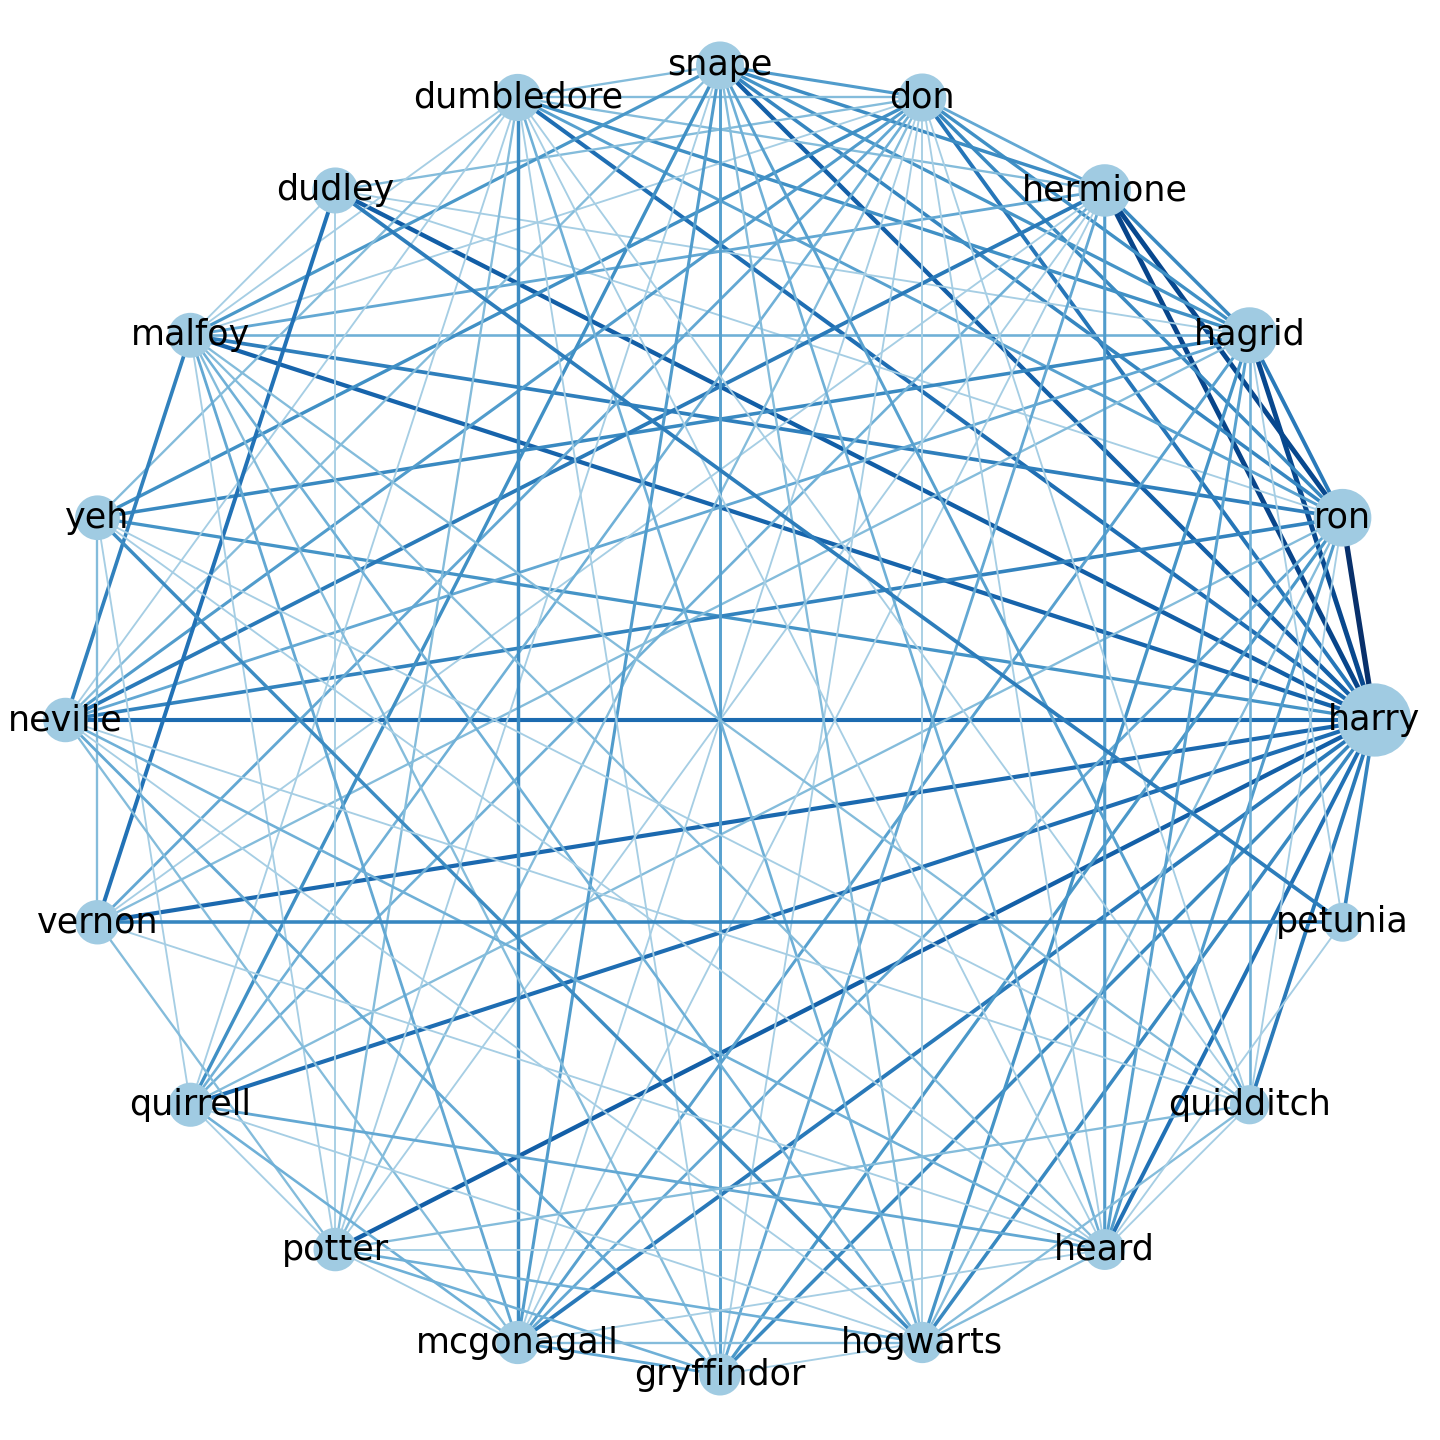 snape
dumbledore
don
dudley
hermione
malfoy
hagrid
yeh
ron
neville
harry
vernon
petunia
quirrell
quidditch
potter
heard
mcgonagall
hogwarts
gryffindor